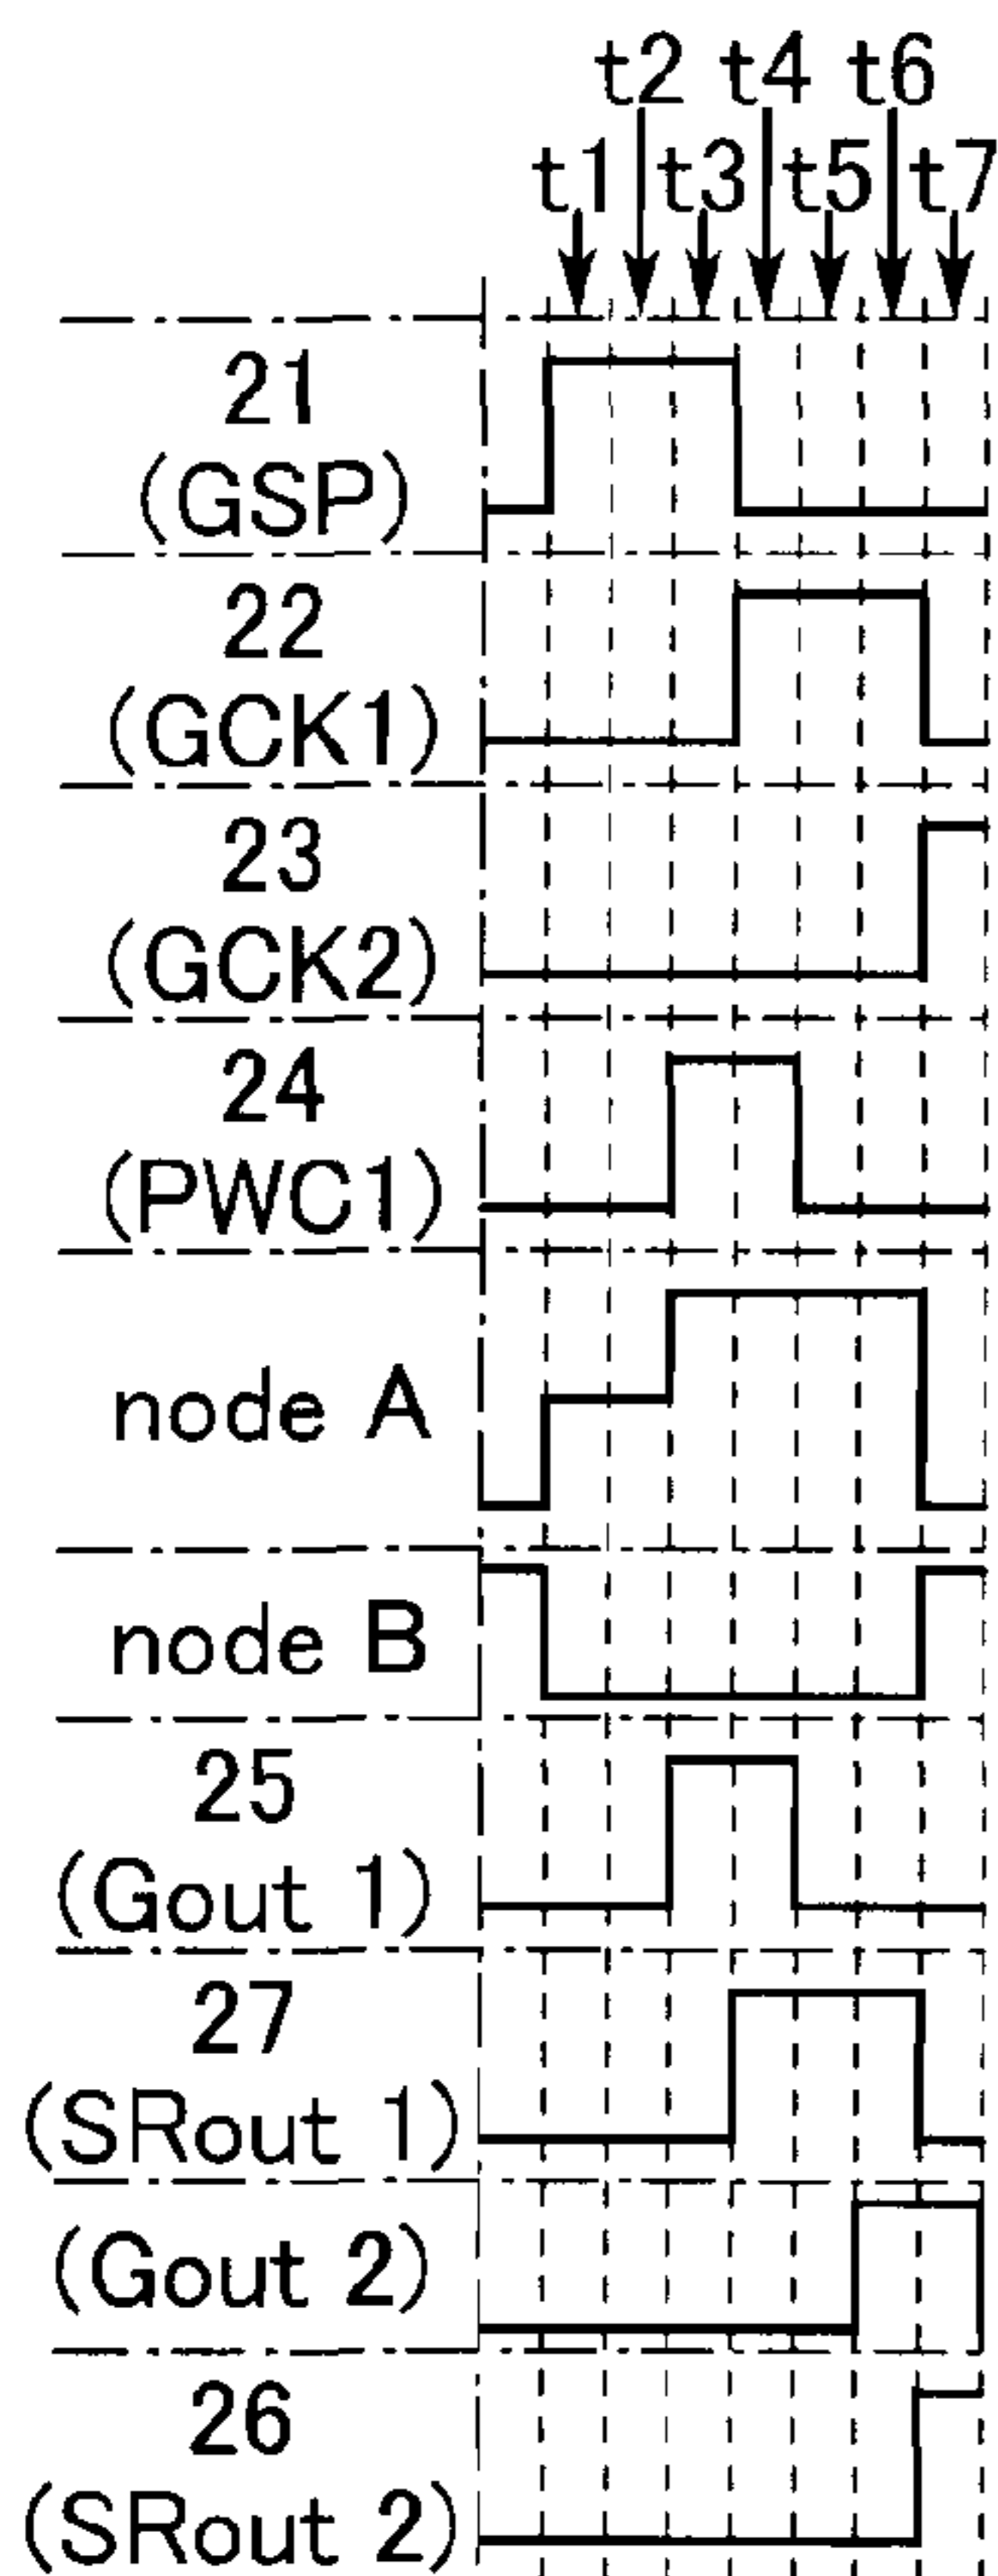 t2 t4 t6
t1 t3 t5 t7
21
(GSP)
22
(GCK1)
23
(GCK2)
24
(PWC1)
node A
node B
25
(Gout 1)
27
(SRout 1)
(Gout 2)
26
(SRout 2)